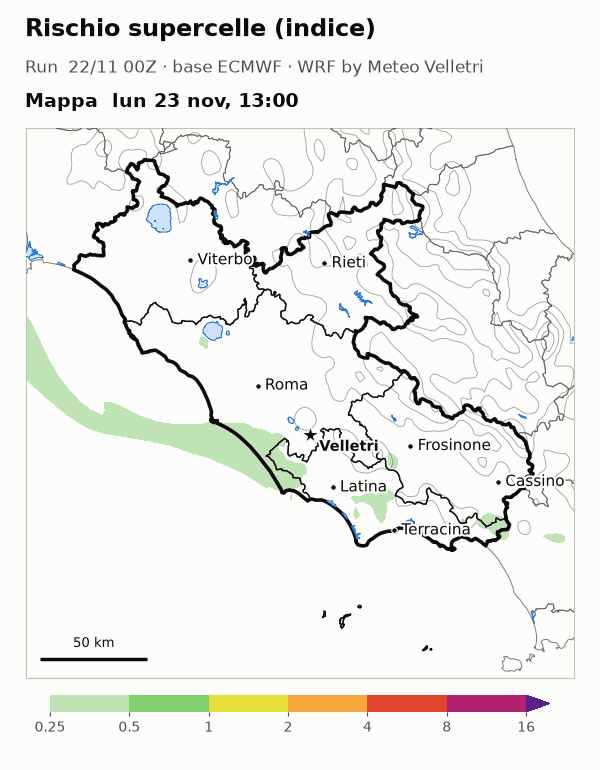 Rischio supercelle (indice)
Run  22/11 00Z · base ECMWF · WRF by Meteo Velletri
Mappa  lun 23 nov, 13:00
Viterbo
Rieti
Roma
Velletri
Frosinone
Cassino
Latina
Terracina
50 km
0.25 0.5 1 2 4 8 16